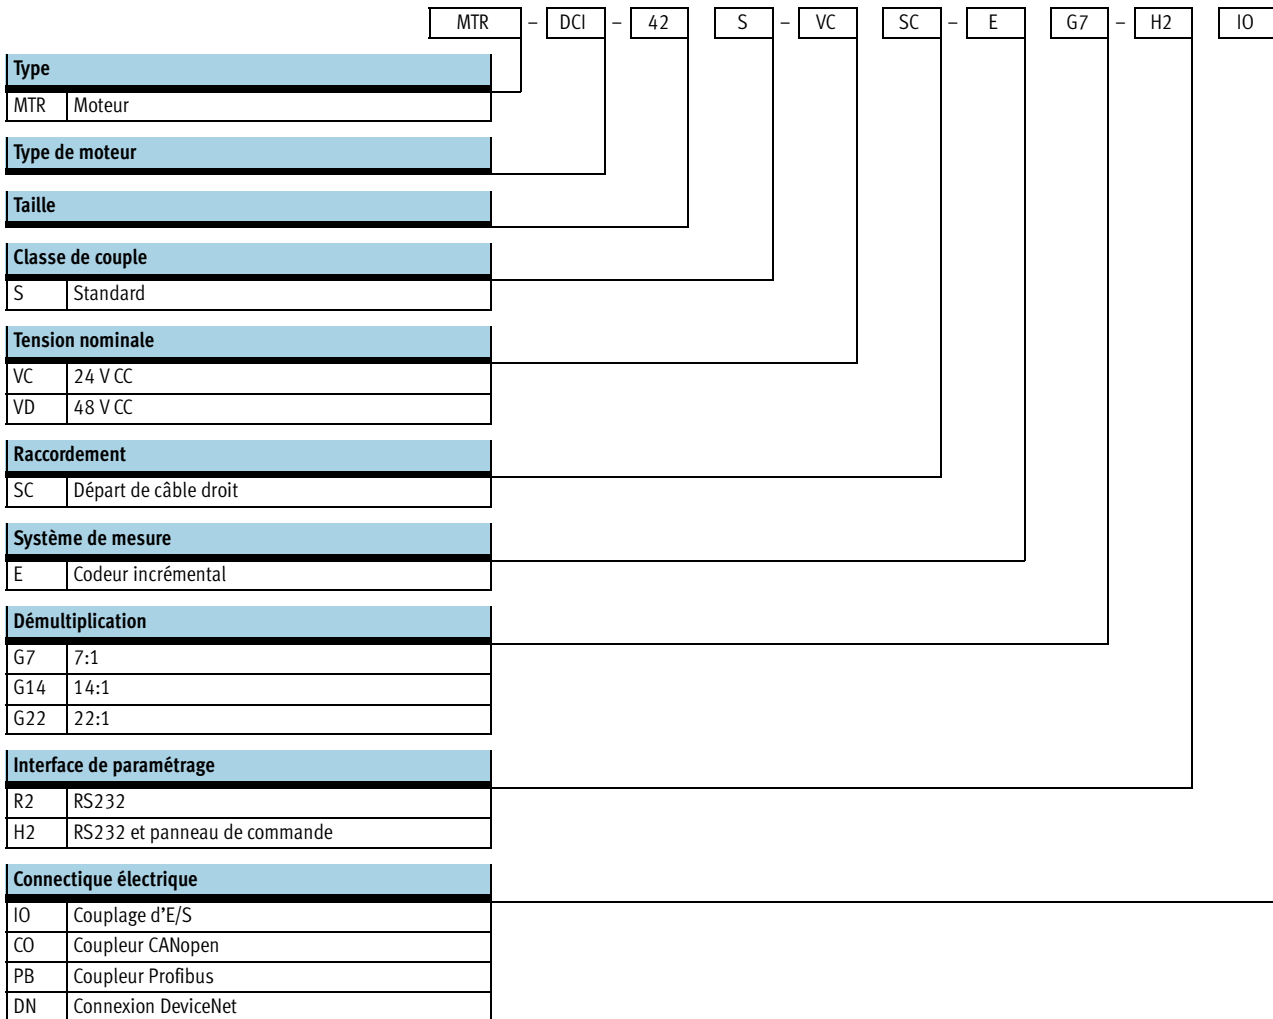 MTR – DCI – 42 S – VC SC – E G7 – H2 IO
Type
MTR Moteur
Type de moteur
Taille
Classe de couple
S Standard
Tension nominale
VC 24 V CC
VD 48 V CC
Raccordement
SC Départ de câble droit
Système de mesure
E Codeur incrémental
Démultiplication
G7 7:1
G14 14:1
G22 22:1
Interface de paramétrage
R2 RS232
H2 RS232 et panneau de commande
Connectique électrique
IO Couplage d’E/S
CO Coupleur CANopen
PB Coupleur Profibus
DN Connexion DeviceNet